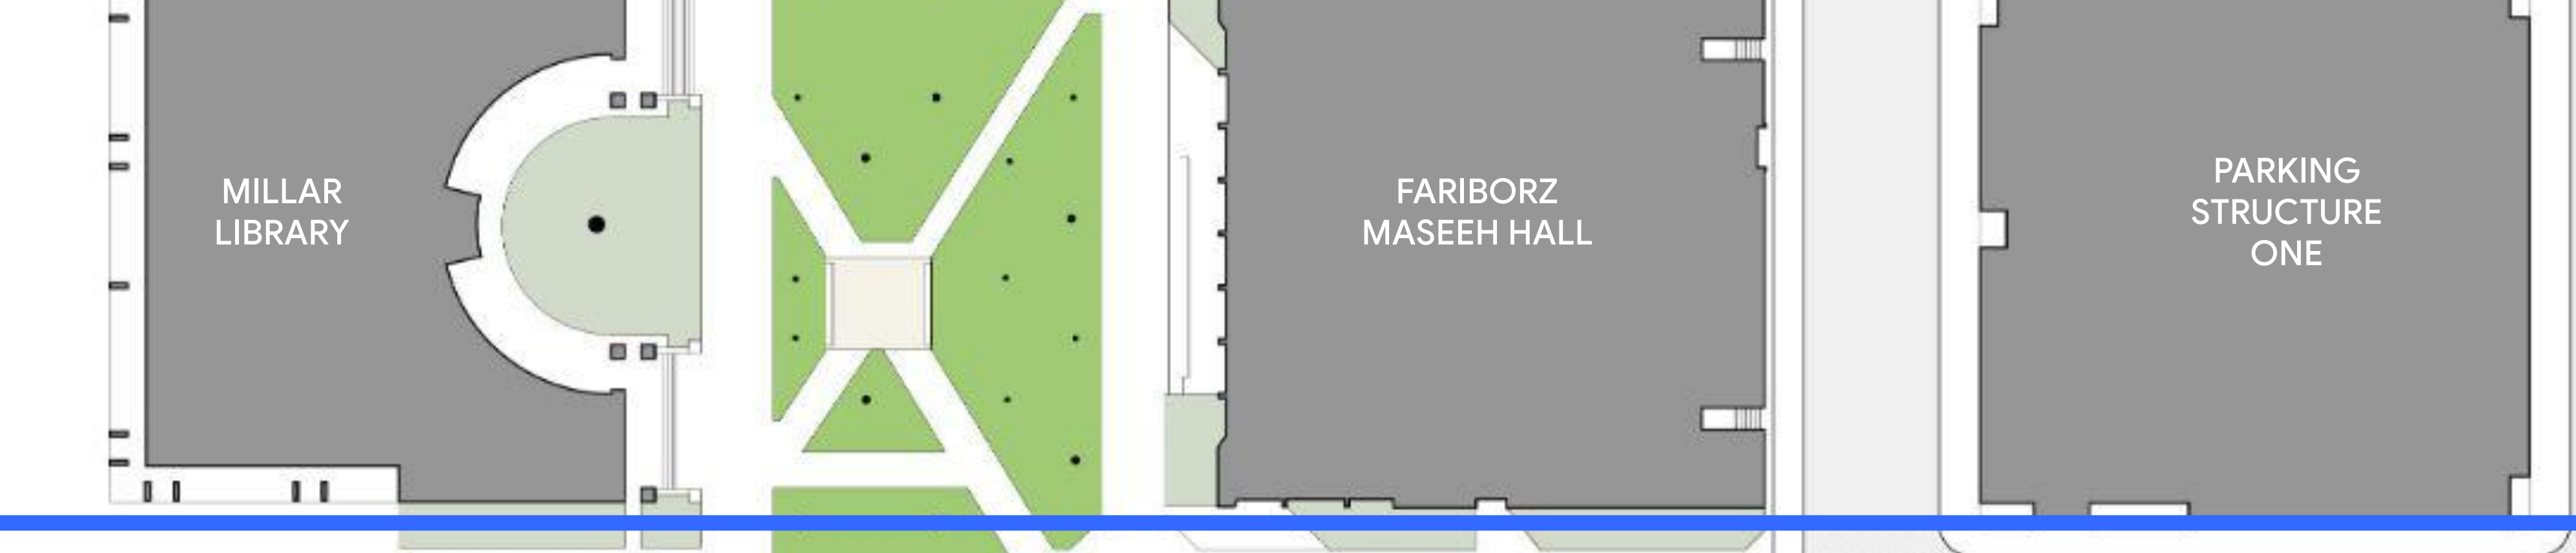 MILLAR
LIBRARY
FARIBORZ
MASEEH HALL
PARKING
STRUCTURE
ONE